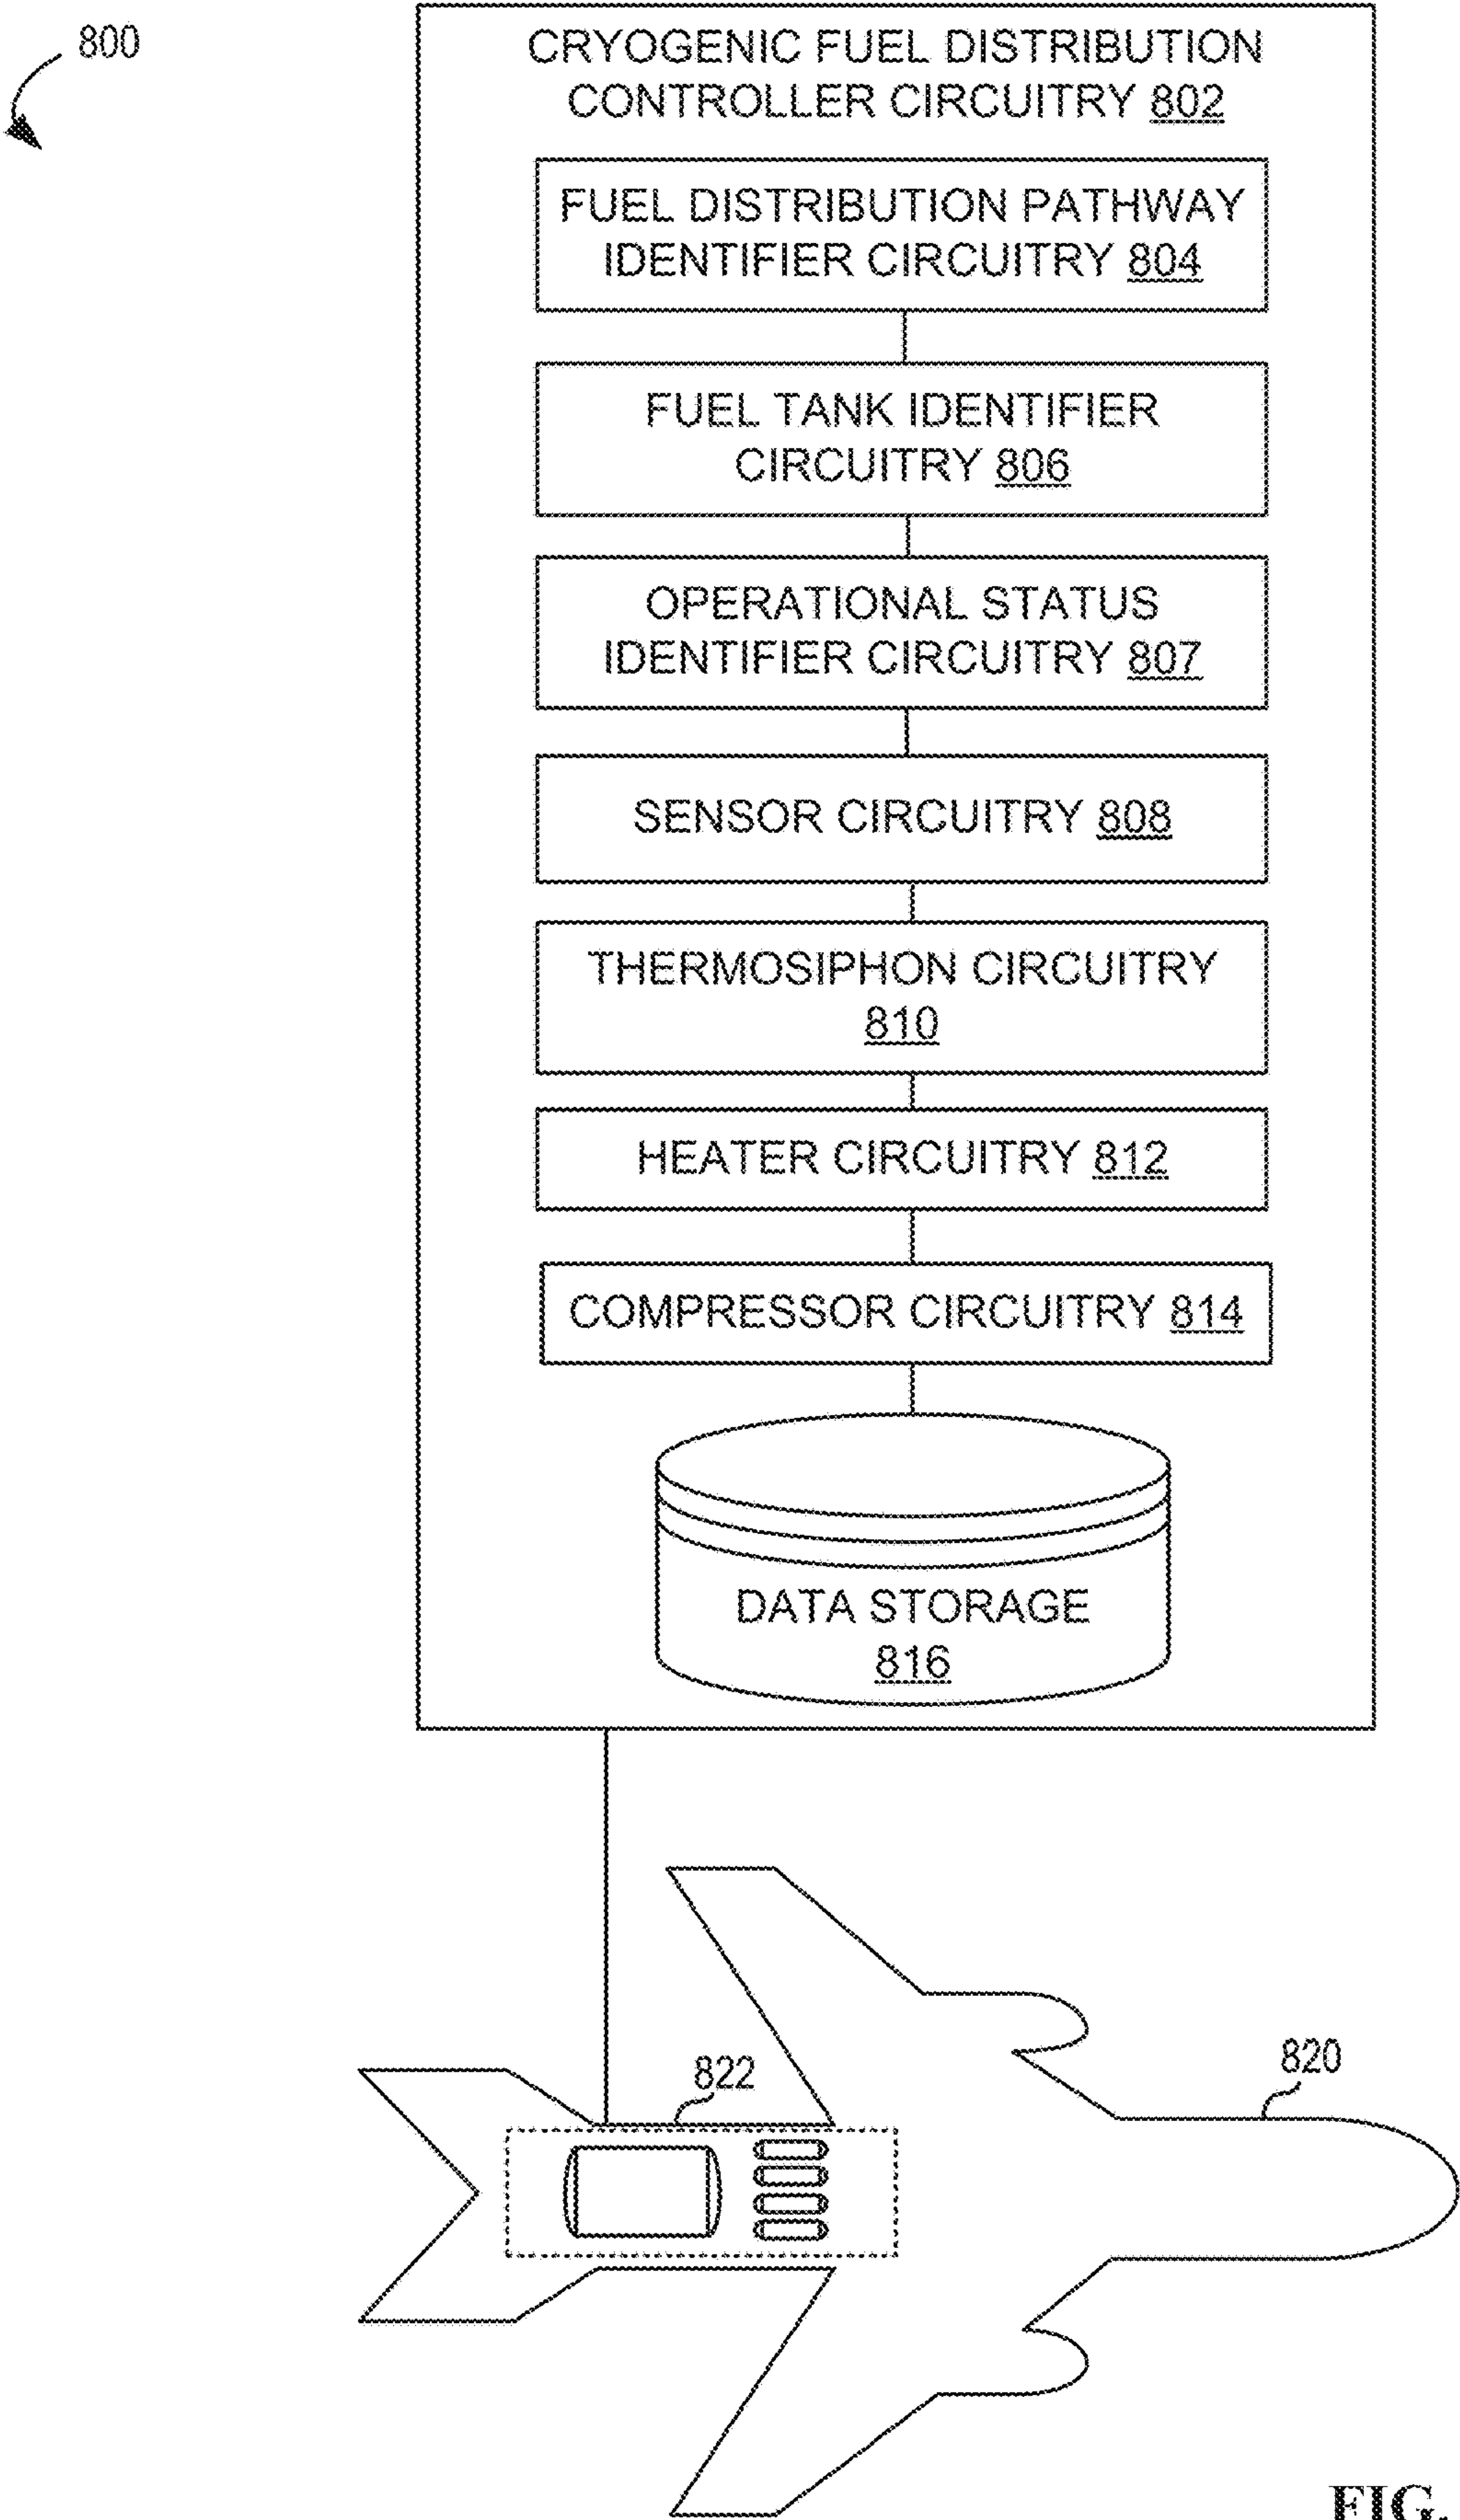 800
CRYOGENIC FUEL DISTRIBUTION
CONTROLLER CIRCUITRY 802
FUEL DISTRIBUTION PATHWAY
IDENTIFIER CIRCUITRY 804
FUEL TANK IDENTIFIER
CIRCUITRY 806
OPERATIONAL STATUS
IDENTIFIER CIRCUITRY 807
SENSOR CIRCUITRY 808
THERMOSIPHON CIRCUITRY
810
HEATER CIRCUITRY 812
COMPRESSOR CIRCUITRY 814
DATA STORAGE
816
822
820
FIG.